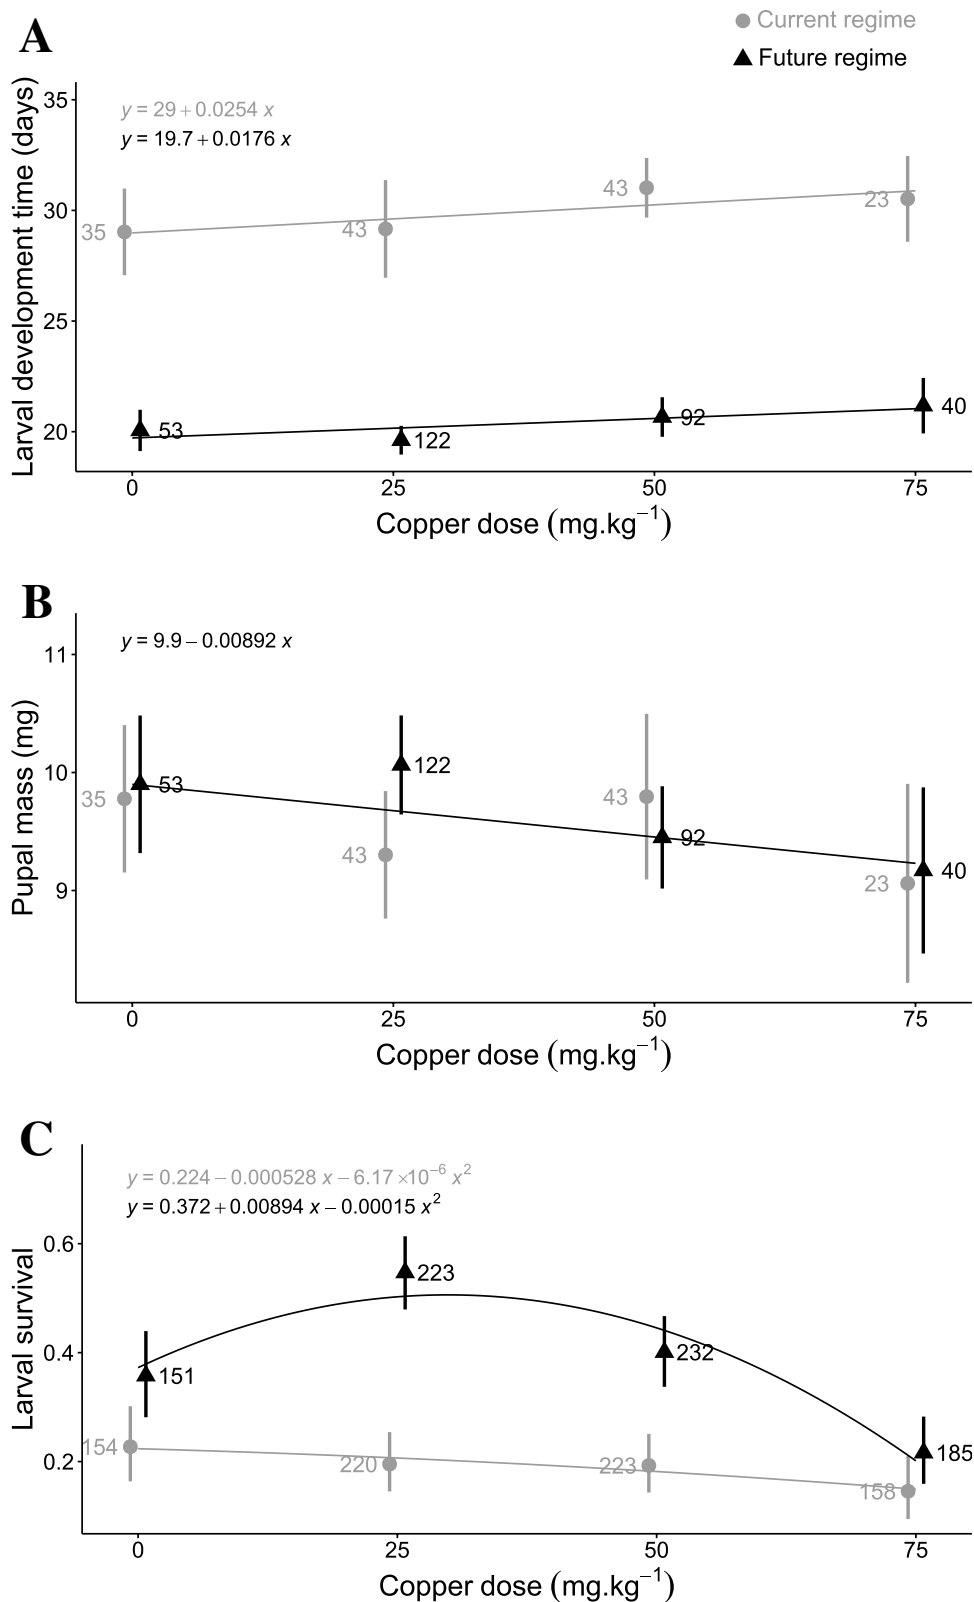 A
Current regime
Future regime
Larval development time (days)
y = 29 + 0.0254 x
y = 19.7 + 0.0176 x
35
30
25
20
35
43
43
23
53
122
92
40
0 25 50 75
Copper dose (mg.kg⁻¹)
B
Pupal mass (mg)
y = 9.9 − 0.00892 x
11
10
9
35
43
43
23
53
122
92
40
0 25 50 75
Copper dose (mg.kg⁻¹)
C
Larval survival
y = 0.224 − 0.000528 x − 6.17 ×10⁻⁶ x²
y = 0.372 + 0.00894 x − 0.00015 x²
0.6
0.4
0.2
223
151
232
185
154
220
223
158
0 25 50 75
Copper dose (mg.kg⁻¹)